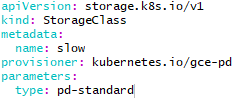 apiVersion: storage.k8s.io/v1
kind: StorageClass
metadata:
  name: slow
provisioner: kubernetes.io/gce-pd
parameters:
  type: pd-standard